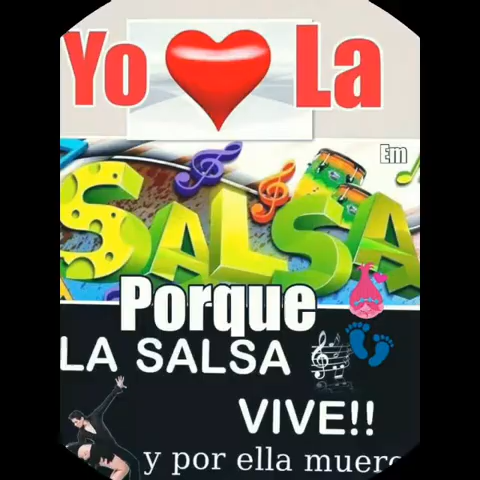 Yo La
Em
SALSA
Porque
LA SALSA
VIVE!!
y por ella muero